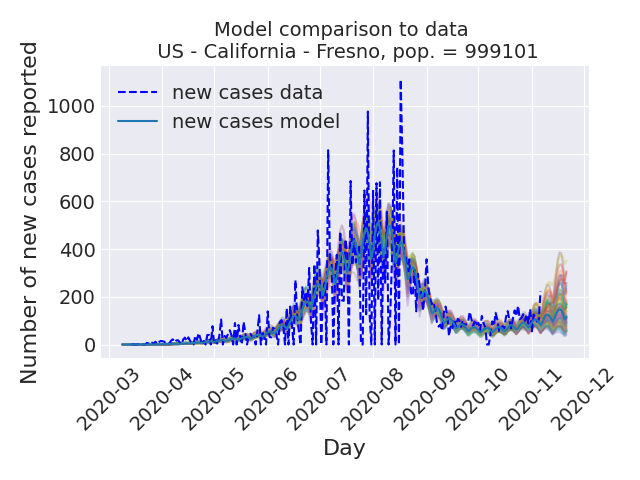 Model comparison to data
US - California - Fresno, pop. = 999101
Number of new cases reported
1000
800
600
400
200
0
new cases data
new cases model
2020-03
2020-04
2020-05
2020-06
2020-07
2020-08
2020-09
2020-10
2020-11
2020-12
Day